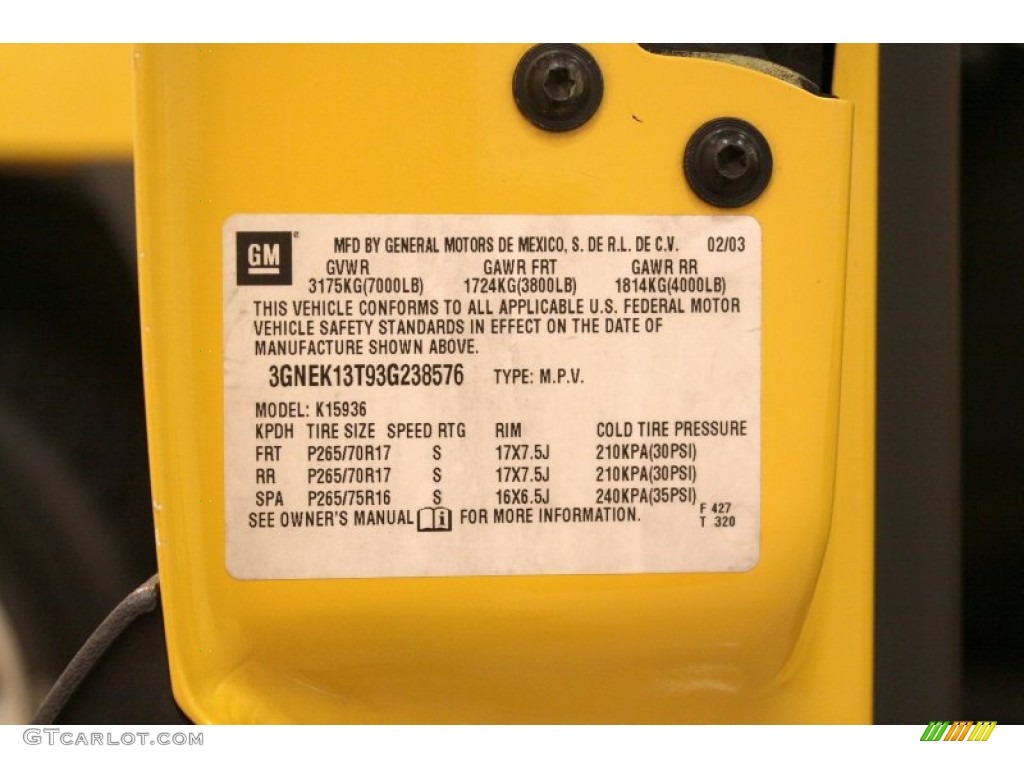 GM® MFD BY GENERAL MOTORS DE MEXICO, S. DE R.L. DE C.V. 02/03
GVWR GAWR FRT GAWR RR
3175KG(7000LB) 1724KG(3800LB) 1814KG(4000LB)
THIS VEHICLE CONFORMS TO ALL APPLICABLE U.S. FEDERAL MOTOR
VEHICLE SAFETY STANDARDS IN EFFECT ON THE DATE OF
MANUFACTURE SHOWN ABOVE.
3GNEK13T93G238576 TYPE: M.P.V.
MODEL: K15936
KPDH TIRE SIZE SPEED RTG RIM COLD TIRE PRESSURE
FRT P265/70R17 S 17X7.5J 210KPA(30PSI)
RR P265/70R17 S 17X7.5J 210KPA(30PSI)
SPA P265/75R16 S 16X6.5J 240KPA(35PSI)
SEE OWNER'S MANUAL i FOR MORE INFORMATION.
F 427
T 320
GTCARLOT.COM